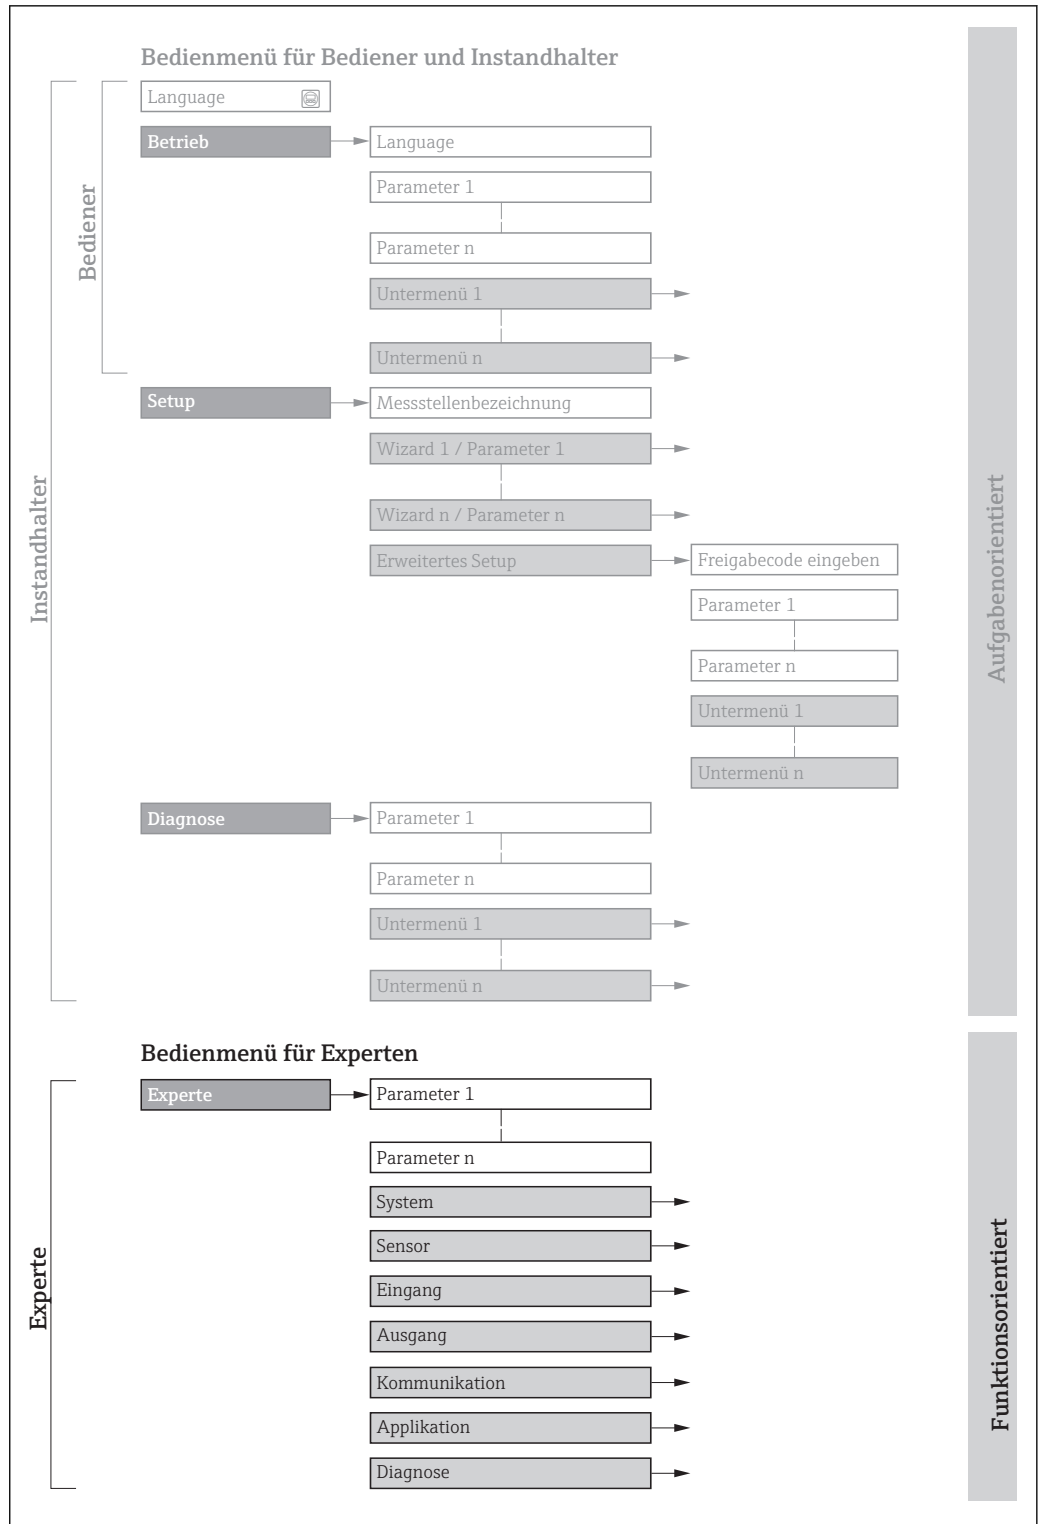 Bedienmenü für Bediener und Instandhalter
Instandhalter
Bediener
Language
Betrieb
Language
Parameter 1
Parameter n
Untermenü 1
Untermenü n
Setup
Messstellenbezeichnung
Wizard 1 / Parameter 1
Wizard n / Parameter n
Erweitertes Setup
Freigabecode eingeben
Parameter 1
Parameter n
Untermenü 1
Untermenü n
Diagnose
Parameter 1
Parameter n
Untermenü 1
Untermenü n
Aufgabenorientiert
Bedienmenü für Experten
Experte
Experte
Parameter 1
Parameter n
System
Sensor
Eingang
Ausgang
Kommunikation
Applikation
Diagnose
Funktionsorientiert